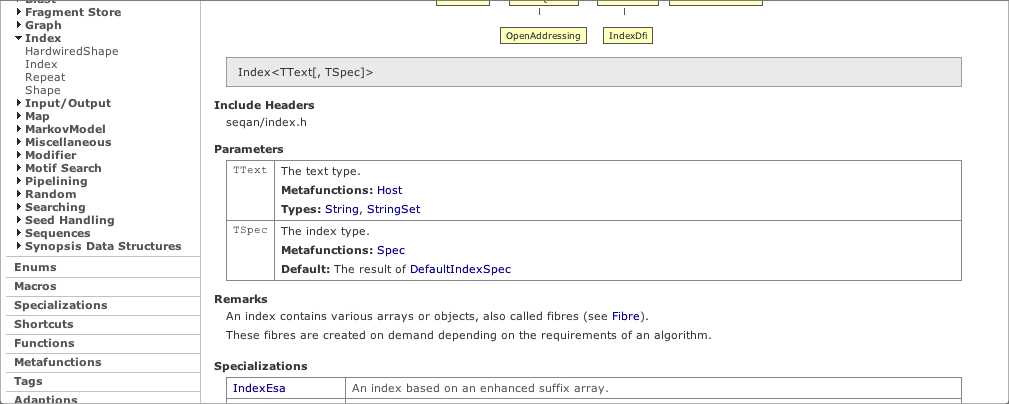 Fragment Store
Graph
Index
HardwiredShape
Index
Repeat
Shape
Input/Output
Map
MarkovModel
Miscellaneous
Modifier
Motif Search
Pipelining
Random
Searching
Seed Handling
Sequences
Synopsis Data Structures
Enums
Macros
Specializations
Shortcuts
Functions
Metafunctions
Tags
Adaptions
OpenAddressing IndexDfi
Index<TText[, TSpec]>
Include Headers
seqan/index.h
Parameters
TText The text type.
Metafunctions: Host
Types: String, StringSet
TSpec The index type.
Metafunctions: Spec
Default: The result of DefaultIndexSpec
Remarks
An index contains various arrays or objects, also called fibres (see Fibre).
These fibres are created on demand depending on the requirements of an algorithm.
Specializations
IndexEsa An index based on an enhanced suffix array.